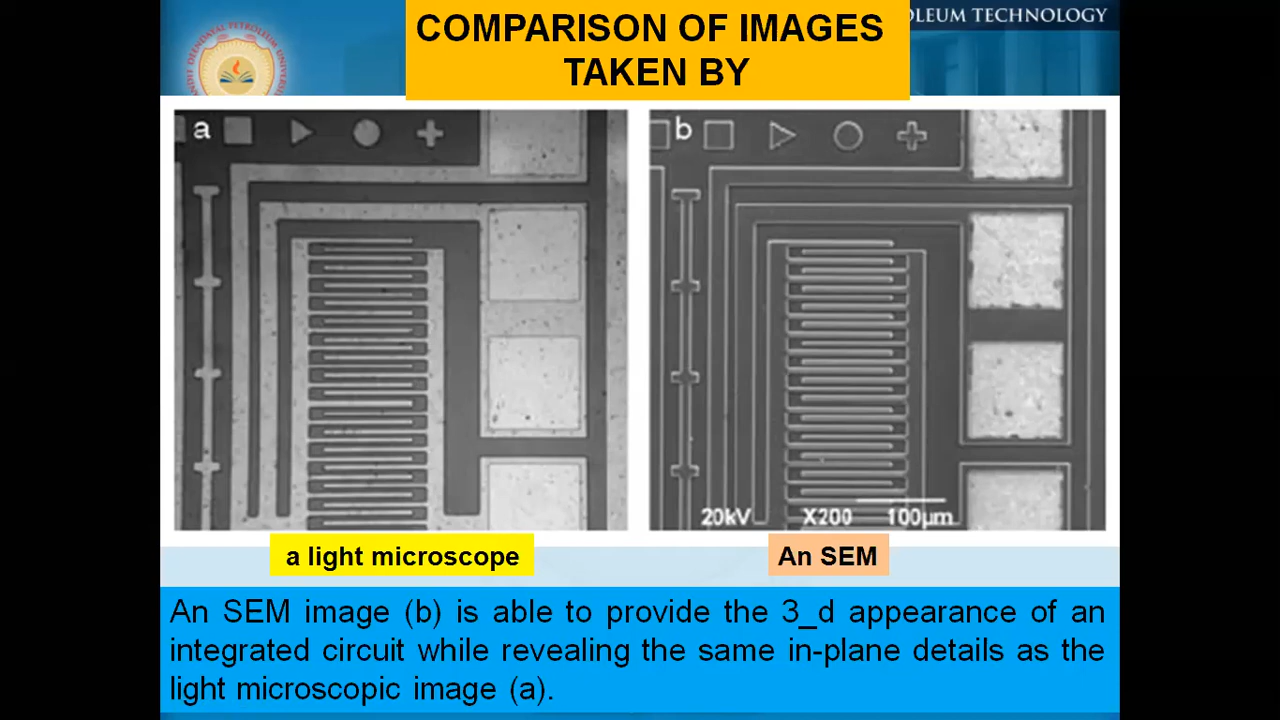 OLEUM TECHNOLOGY
COMPARISON OF IMAGES
TAKEN BY
a
b
20kV X200 100μm
a light microscope
An SEM
An SEM image (b) is able to provide the 3_d appearance of an
integrated circuit while revealing the same in-plane details as the
light microscopic image (a).